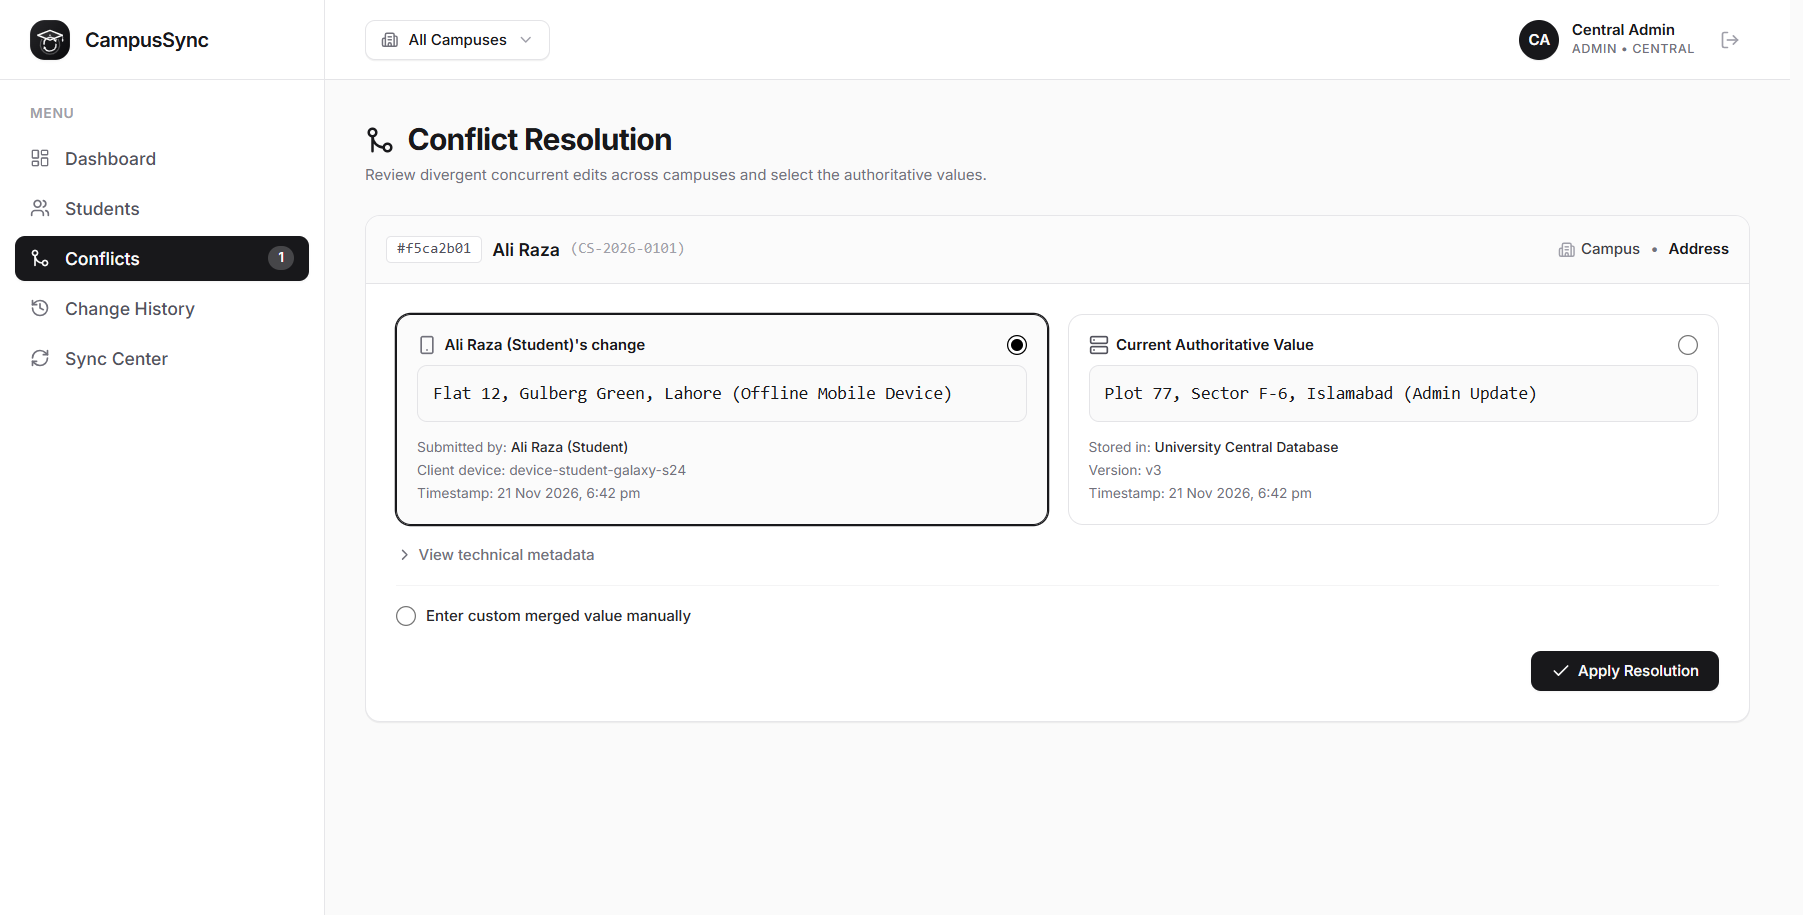 CampusSync
All Campuses
CA
Central Admin
ADMIN • CENTRAL
MENU
Dashboard
Students
Conflicts 1
Change History
Sync Center
Conflict Resolution
Review divergent concurrent edits across campuses and select the authoritative values.
#f5ca2b01 Ali Raza (CS-2026-0101)
Campus • Address
Ali Raza (Student)'s change
Flat 12, Gulberg Green, Lahore (Offline Mobile Device)
Submitted by: Ali Raza (Student)
Client device: device-student-galaxy-s24
Timestamp: 21 Nov 2026, 6:42 pm
Current Authoritative Value
Plot 77, Sector F-6, Islamabad (Admin Update)
Stored in: University Central Database
Version: v3
Timestamp: 21 Nov 2026, 6:42 pm
View technical metadata
Enter custom merged value manually
Apply Resolution